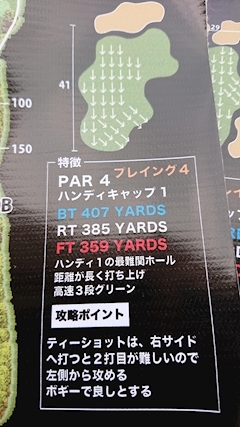 29
41
100
150
特徴
PAR 4 プレイング4
ハンディキャップ 1
BT 407 YARDS
RT 385 YARDS
FT 359 YARDS
ハンディ1の最難関ホール
距離が長く打ち上げ
高速3段グリーン
攻略ポイント
ティーショットは、右サイド
へ打つと2打目が難しいので
左側から攻める
ボギーで良しとする